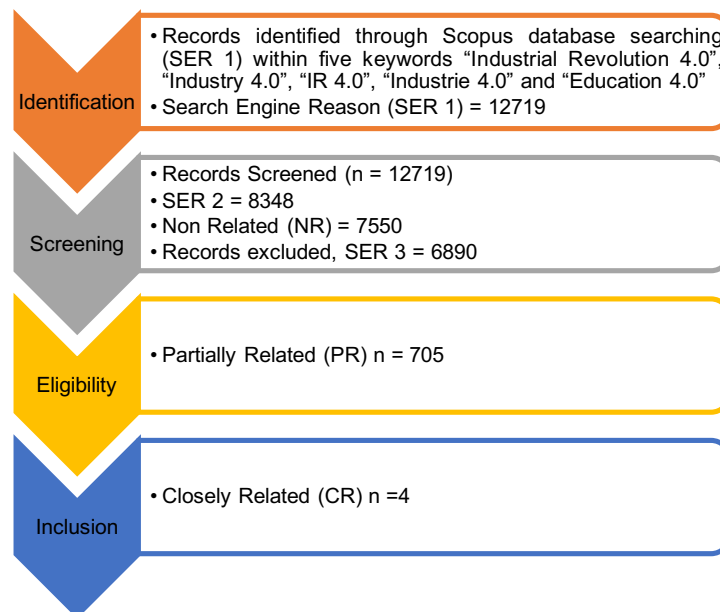 Identification
• Records identified through Scopus database searching
(SER 1) within five keywords “Industrial Revolution 4.0”,
“Industry 4.0”, “IR 4.0”, “Industrie 4.0” and “Education 4.0”
• Search Engine Reason (SER 1) = 12719
Screening
• Records Screened (n = 12719)
• SER 2 = 8348
• Non Related (NR) = 7550
• Records excluded, SER 3 = 6890
Eligibility
• Partially Related (PR) n = 705
Inclusion
• Closely Related (CR) n =4